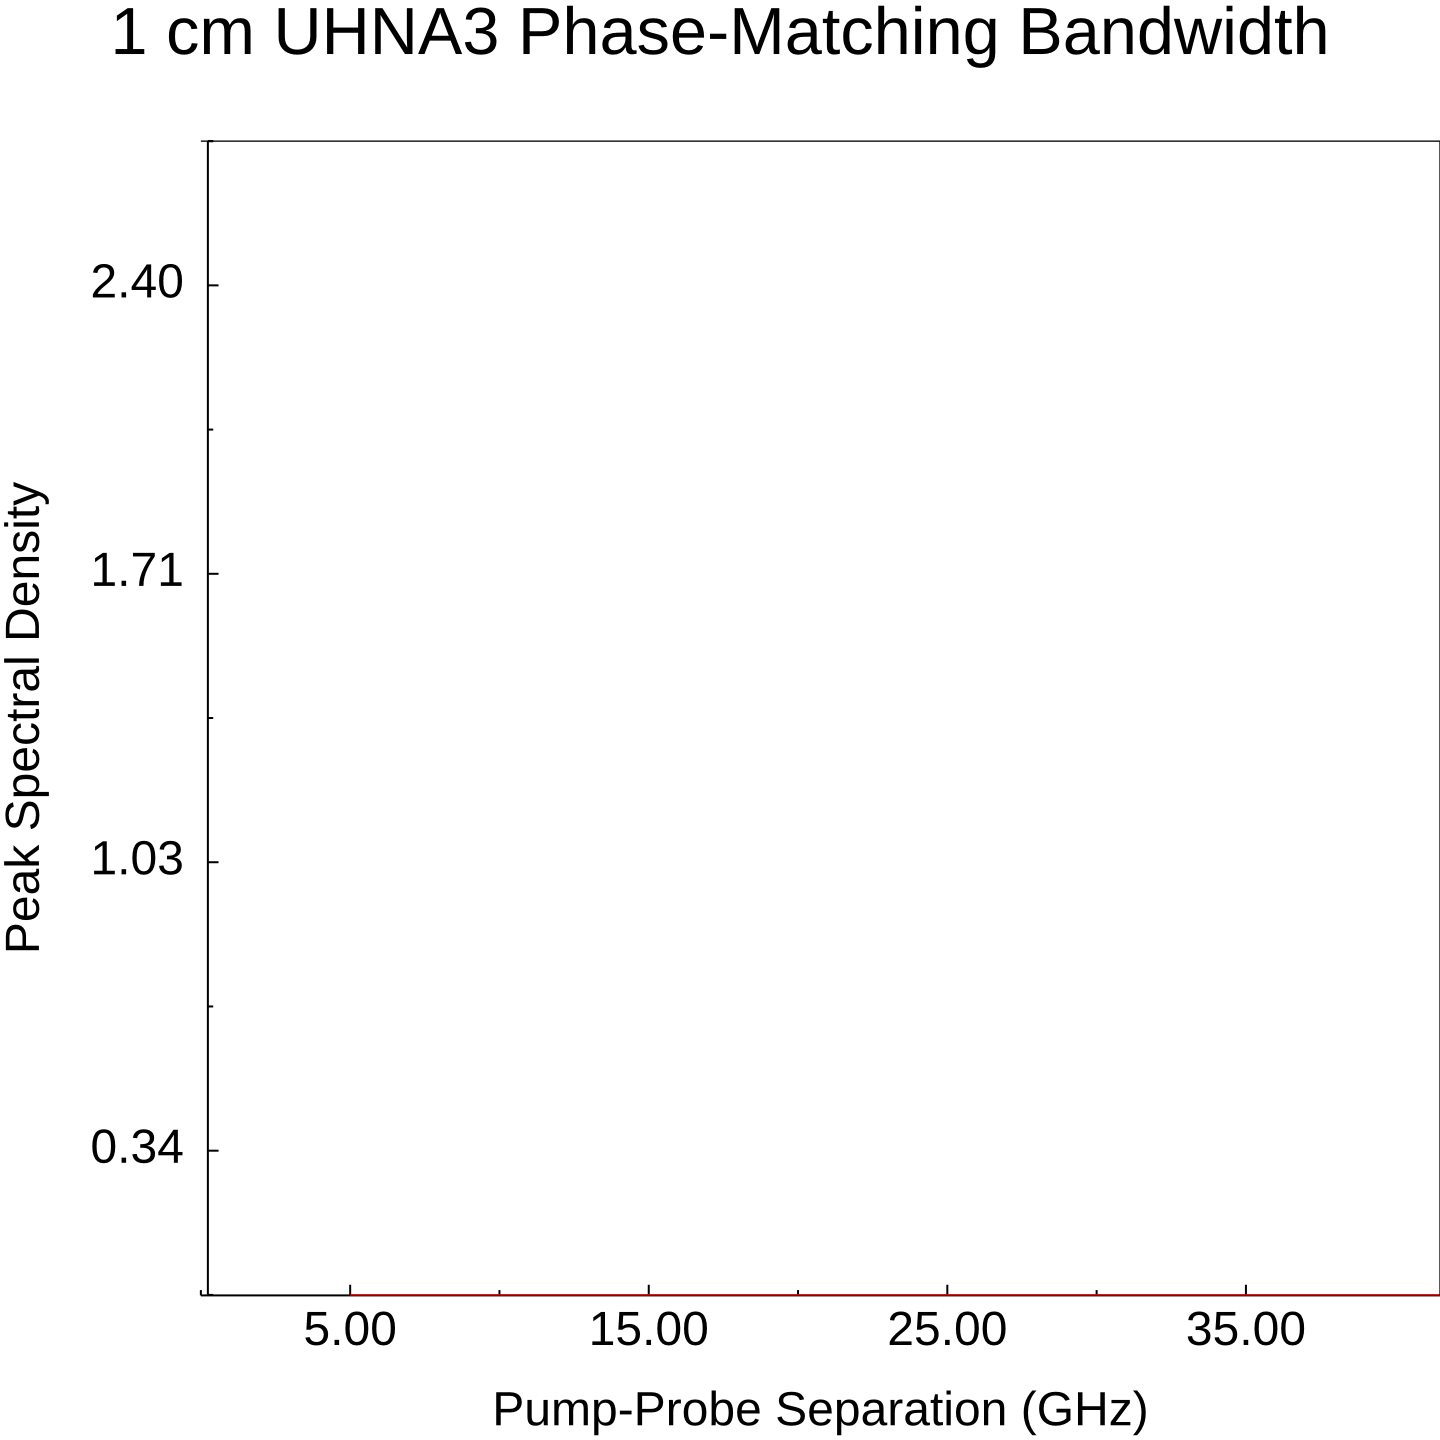 1 cm UHNA3 Phase-Matching Bandwidth
2.40
1.71
1.03
0.34
Peak Spectral Density
5.00 15.00 25.00 35.00
Pump-Probe Separation (GHz)